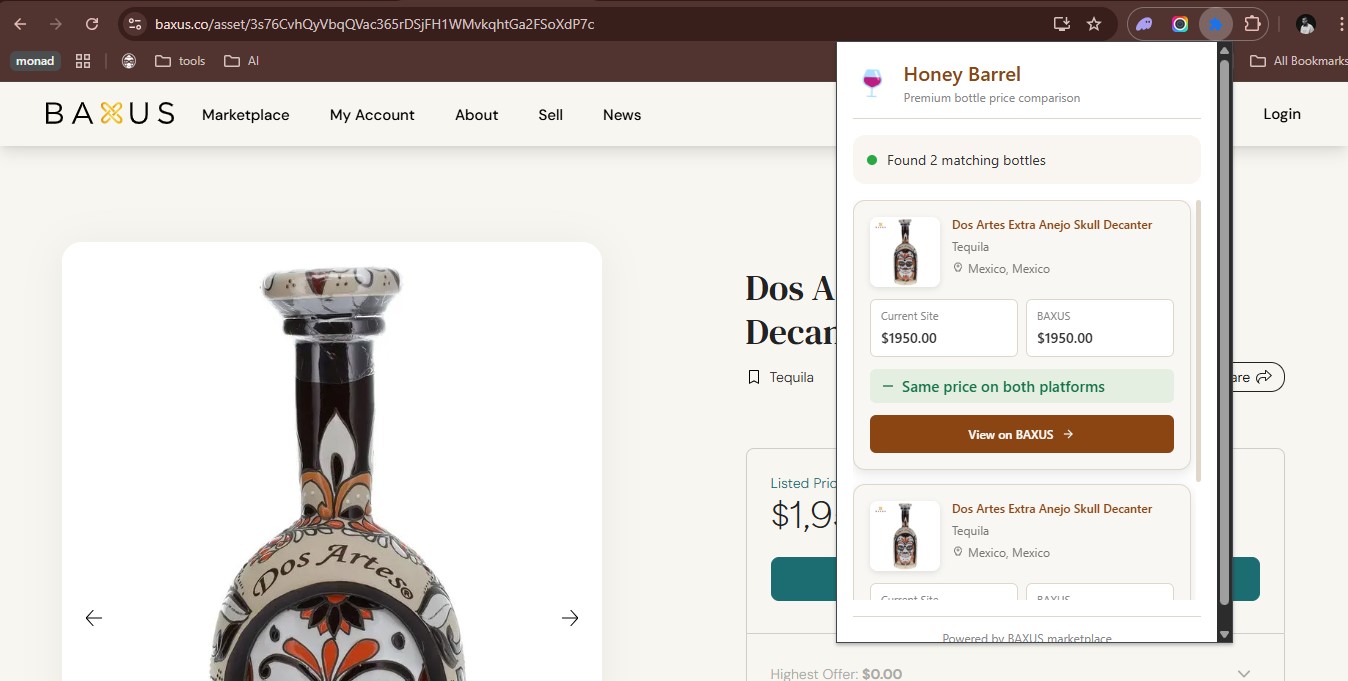 baxus.co/asset/3s76CvhQyVbqQVac365rDSjFH1WMvkqhtGa2FSoXdP7c
monad
tools
AI
All Bookmarks
BAXUS
Marketplace
My Account
About
Sell
News
Login
Honey Barrel
Premium bottle price comparison
Found 2 matching bottles
Dos Artes Extra Anejo Skull Decanter
Tequila
Mexico, Mexico
Current Site
$1950.00
BAXUS
$1950.00
Same price on both platforms
View on BAXUS
Dos Artes Extra Anejo Skull Decanter
Tequila
Mexico, Mexico
Current Site
BAXUS
Powered by BAXUS marketplace
Dos Artes®
Dos A
Decan
Tequila
are
Listed Pric
$1,9
Highest Offer: $0.00